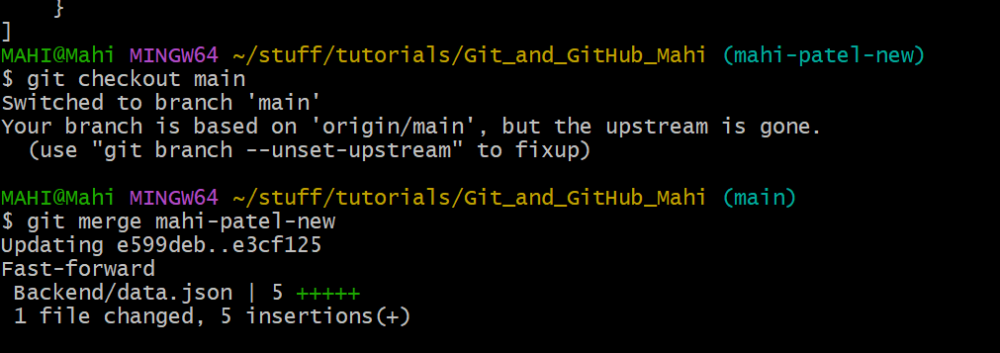 }
]
MAHI@Mahi MINGW64 ~/stuff/tutorials/Git_and_GitHub_Mahi (mahi-patel-new)
$ git checkout main
Switched to branch 'main'
Your branch is based on 'origin/main', but the upstream is gone.
  (use "git branch --unset-upstream" to fixup)

MAHI@Mahi MINGW64 ~/stuff/tutorials/Git_and_GitHub_Mahi (main)
$ git merge mahi-patel-new
Updating e599deb..e3cf125
Fast-forward
 Backend/data.json | 5 +++++
 1 file changed, 5 insertions(+)